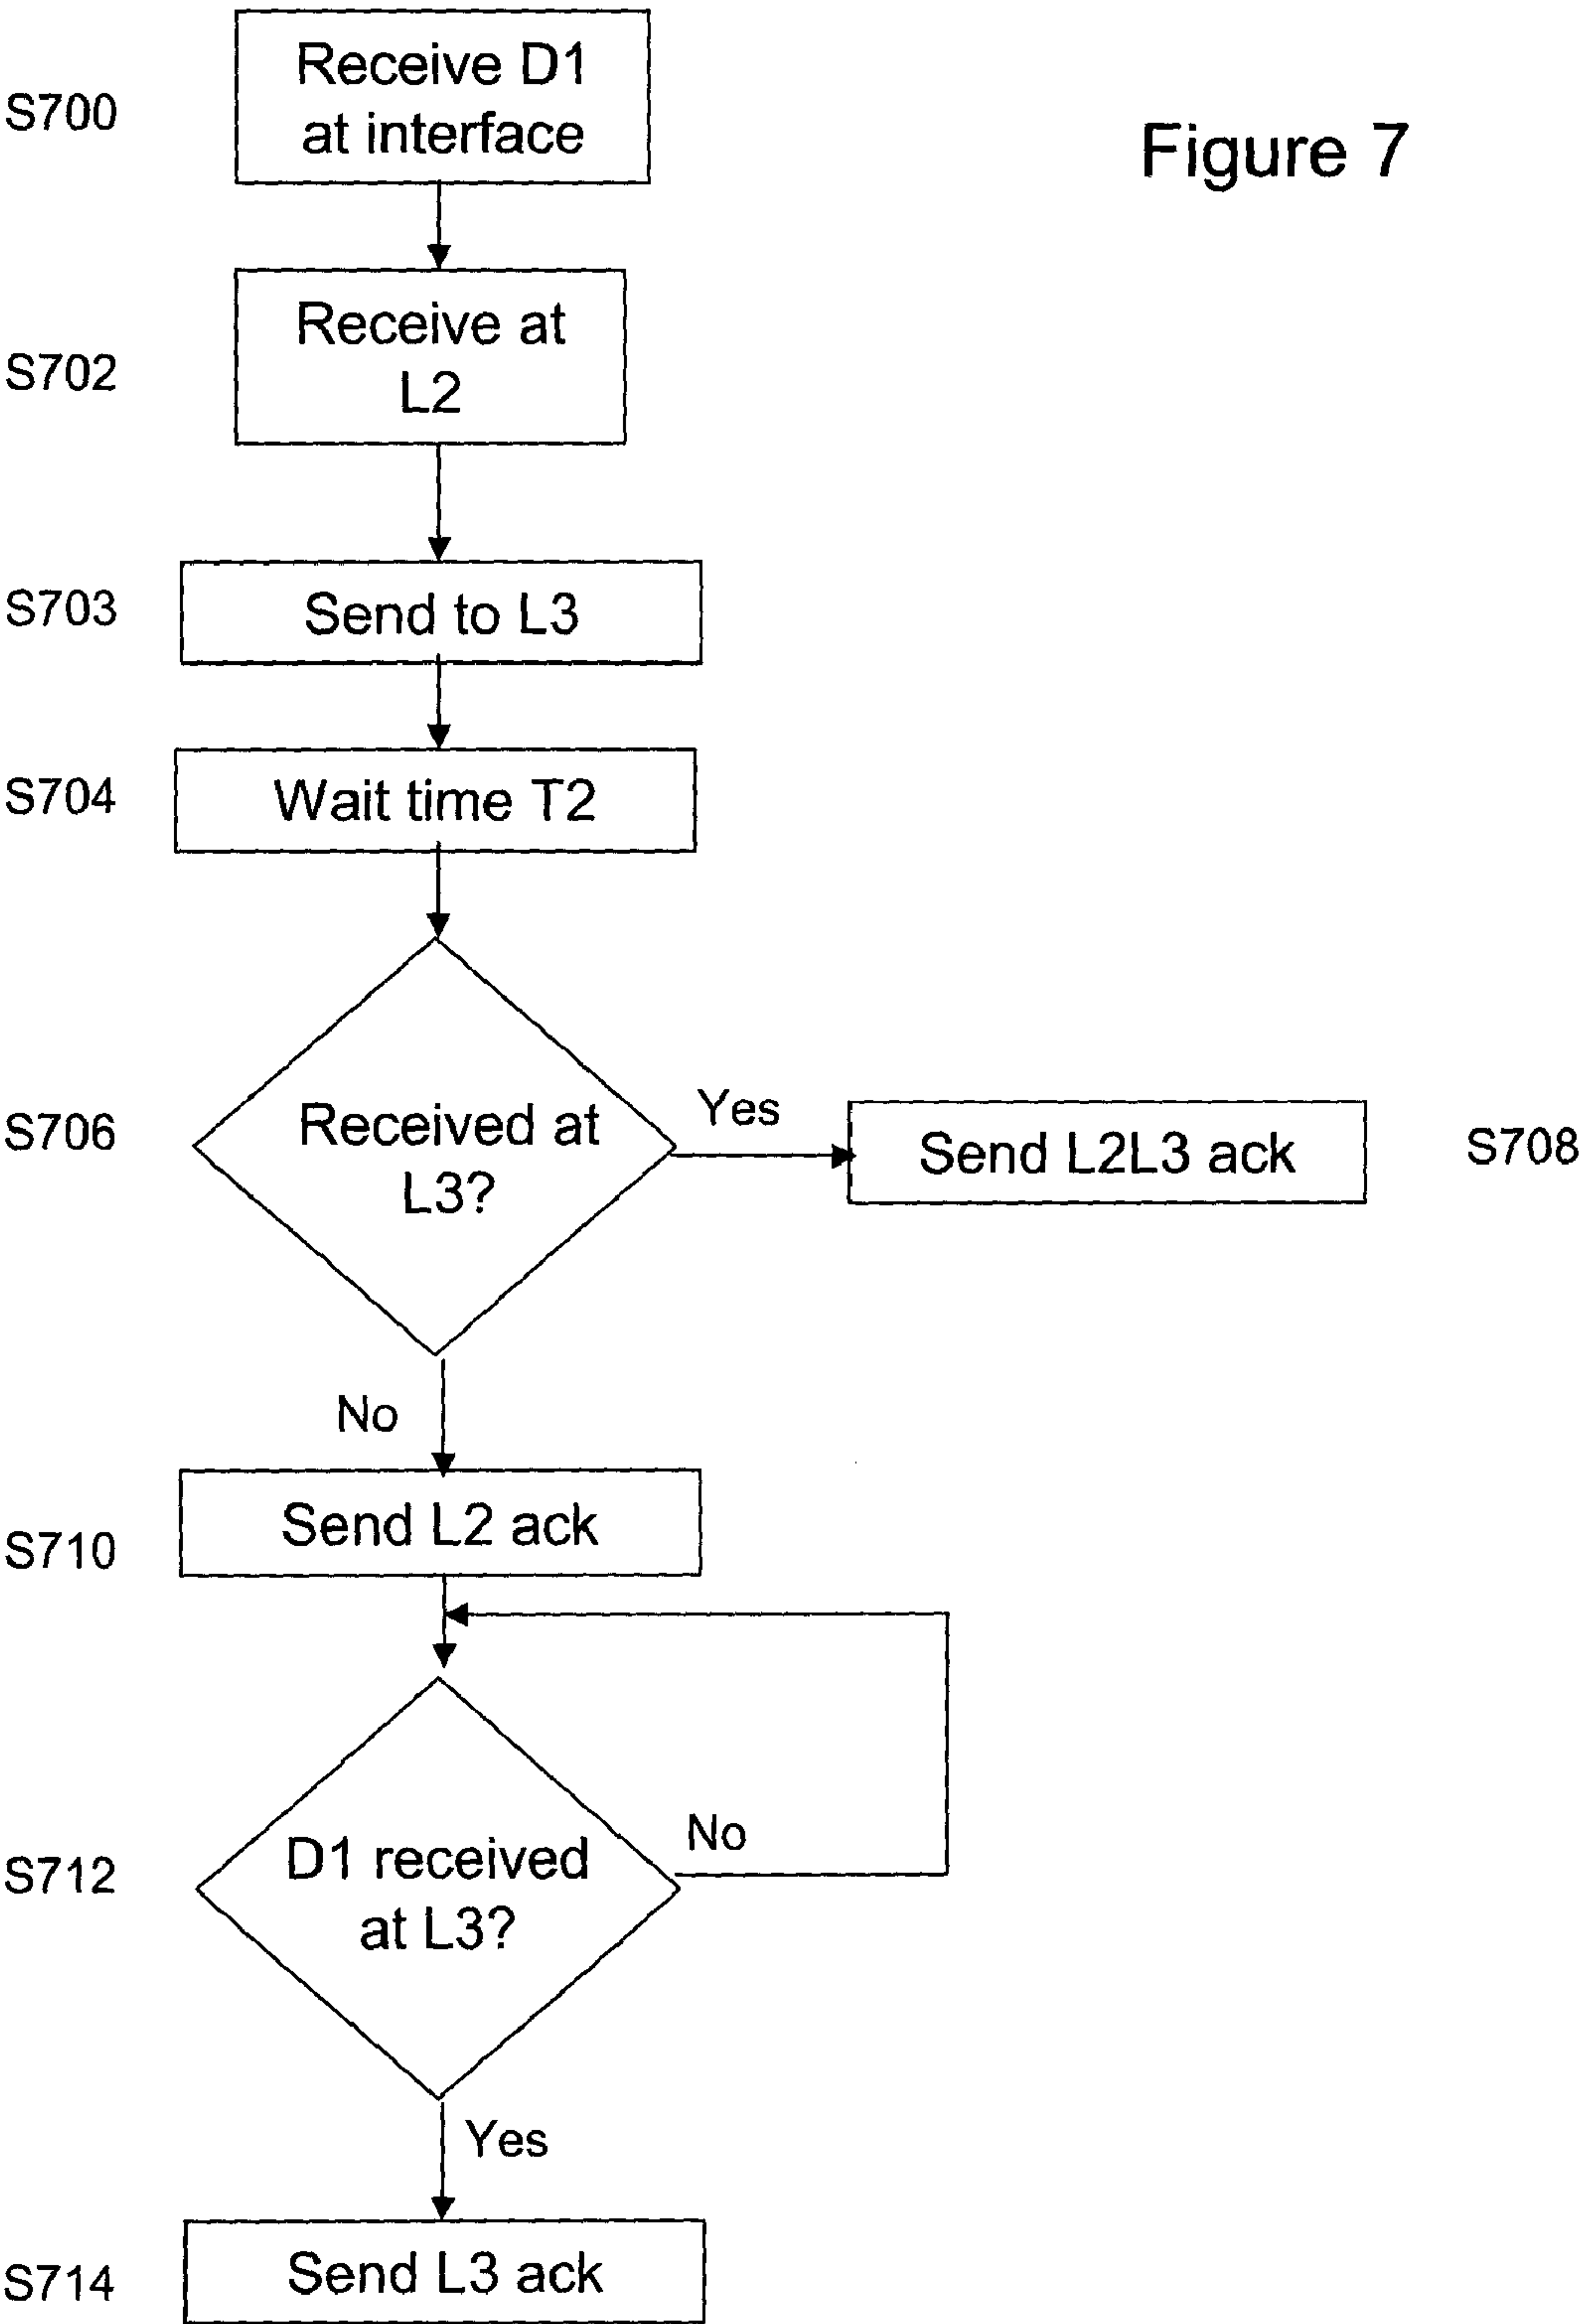 Figure 7
S700
Receive D1
at interface
S702
Receive at
L2
S703
Send to L3
S704
Wait time T2
S706
Received at
L3?
Yes
Send L2L3 ack
S708
No
S710
Send L2 ack
S712
D1 received
at L3?
No
Yes
S714
Send L3 ack